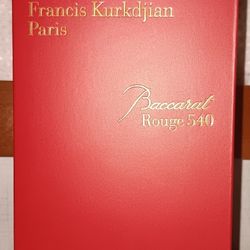 Francis Kurkdjian
Paris
Baccarat
Rouge 540